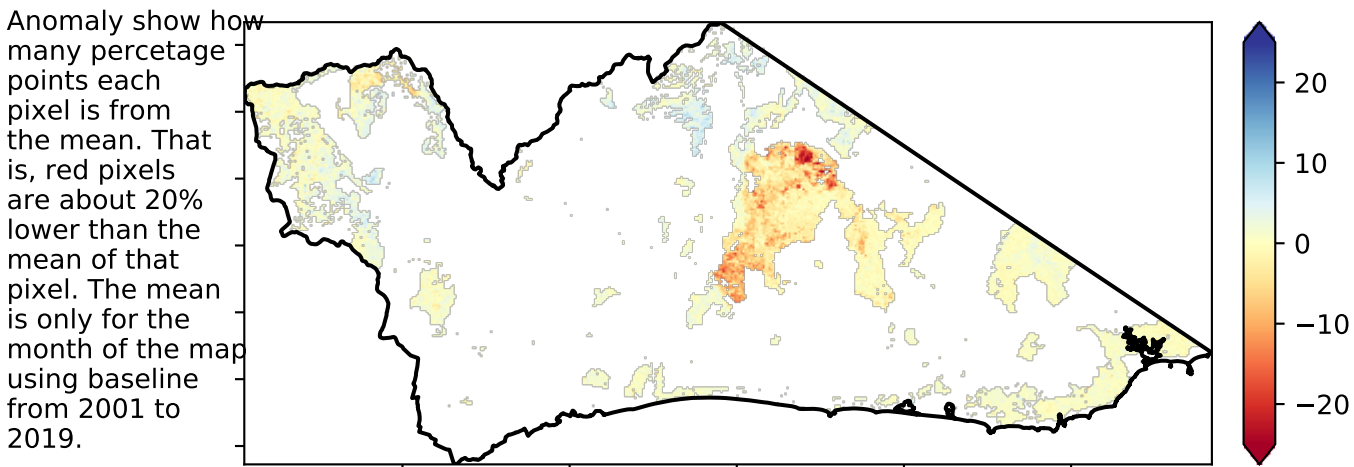 Anomaly show how
many percetage
points each
pixel is from
the mean. That
is, red pixels
are about 20%
lower than the
mean of that
pixel. The mean
is only for the
month of the map
using baseline
from 2001 to
2019.
20
10
0
−10
−20